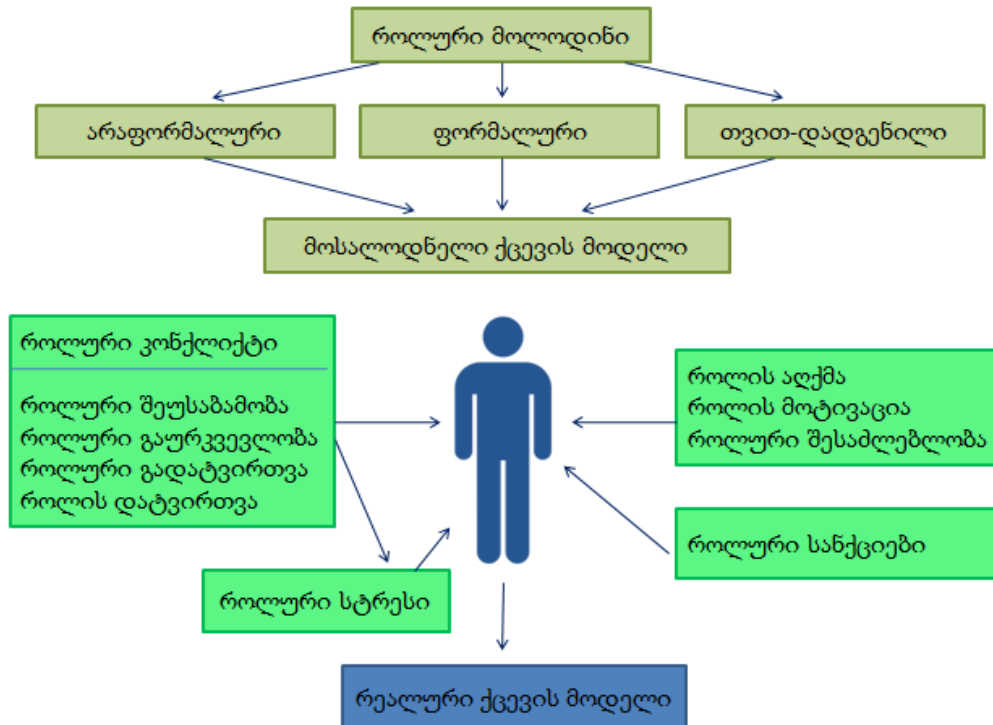 როლური მოლოდინი
არაფორმალური
ფორმალური
თვით-დადგენილი
მოსალოდნელი ქცევის მოდელი
როლური კონქლიქტი
როლური შეუსაბამობა
როლური გაურკვევლობა
როლური გადატვირთვა
როლის დატვირთვა
როლის აღქმა
როლის მოტივაცია
როლური შესაძლებლობა
როლური სანქციები
როლური სტრესი
რეალური ქცევის მოდელი